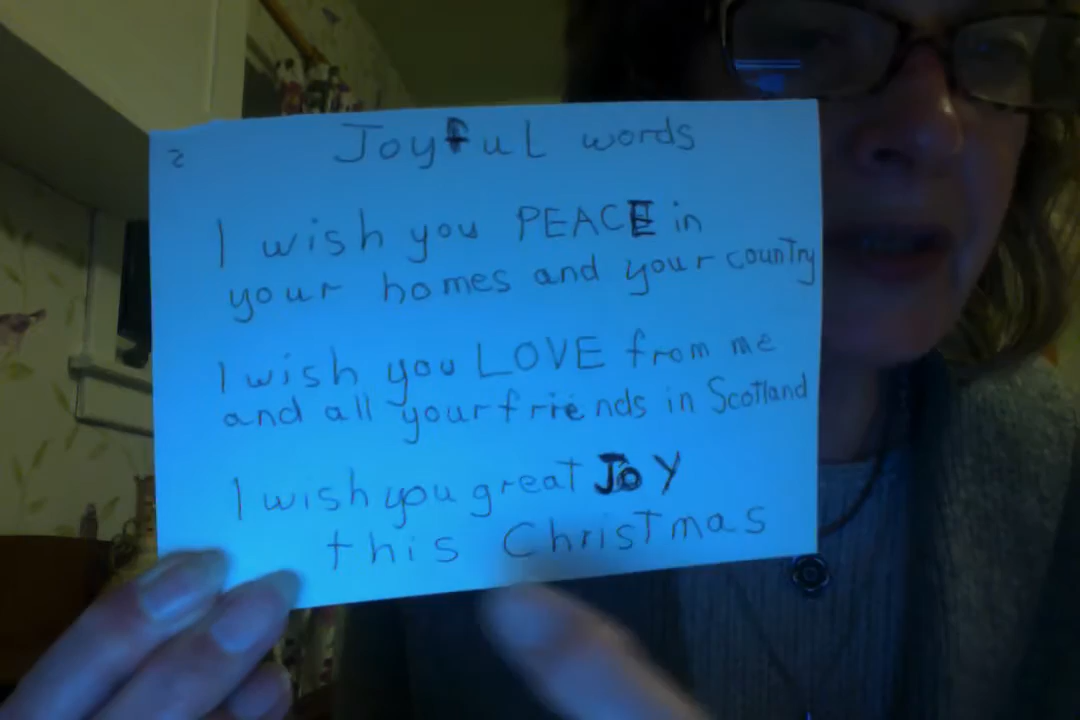 2
Joyful words
I wish you PEACE in
your homes and your country
I wish you LOVE from me
and all your friends in Scotland
I wish you great JOY
this Christmas